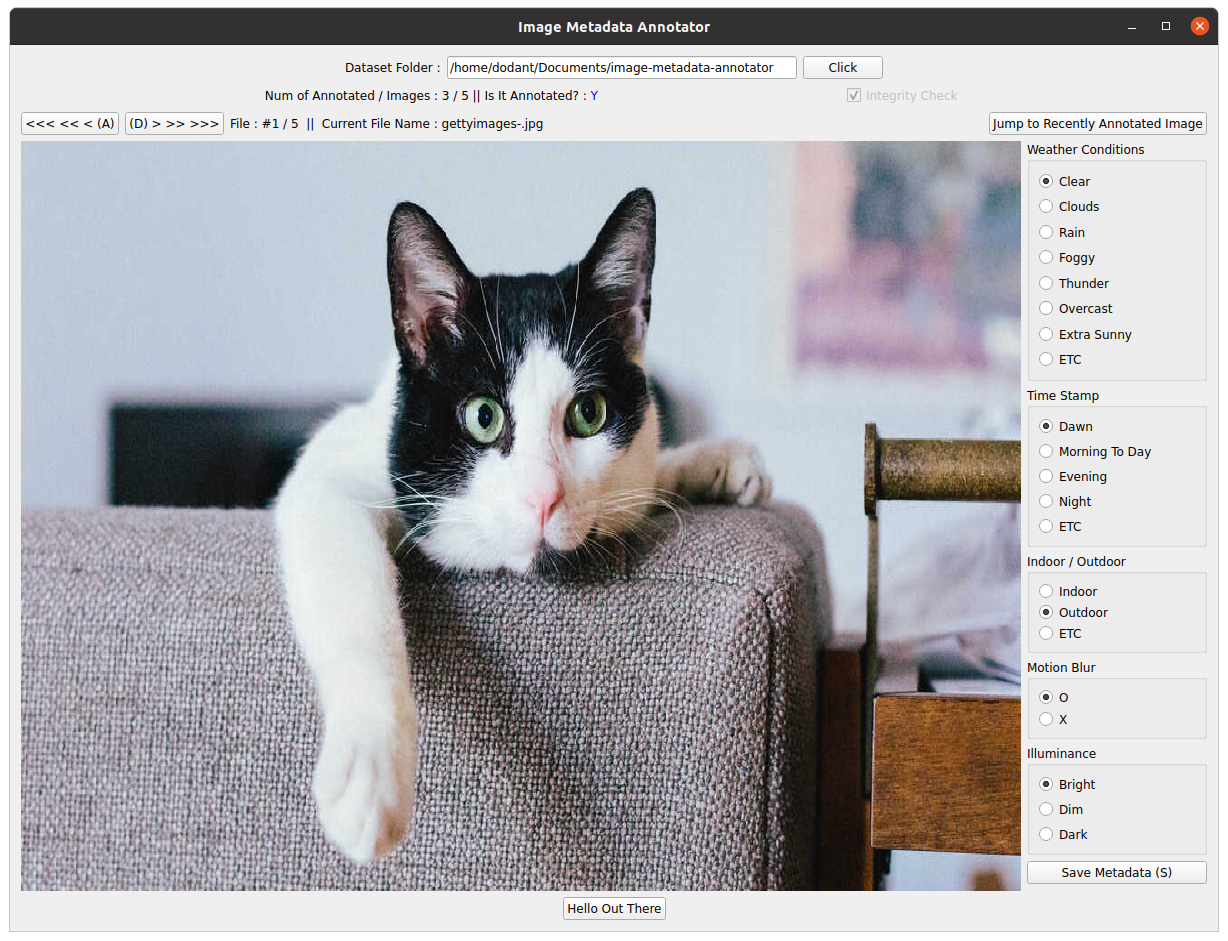 Image Metadata Annotator
Dataset Folder : /home/dodant/Documents/image-metadata-annotator Click
Num of Annotated / Images : 3 / 5 || Is It Annotated? : Y Integrity Check
<<< << < (A) (D) > >> >>> File : #1 / 5 || Current File Name : gettyimages-.jpg Jump to Recently Annotated Image
Weather Conditions
Clear
Clouds
Rain
Foggy
Thunder
Overcast
Extra Sunny
ETC
Time Stamp
Dawn
Morning To Day
Evening
Night
ETC
Indoor / Outdoor
Indoor
Outdoor
ETC
Motion Blur
O
X
Illuminance
Bright
Dim
Dark
Save Metadata (S)
Hello Out There